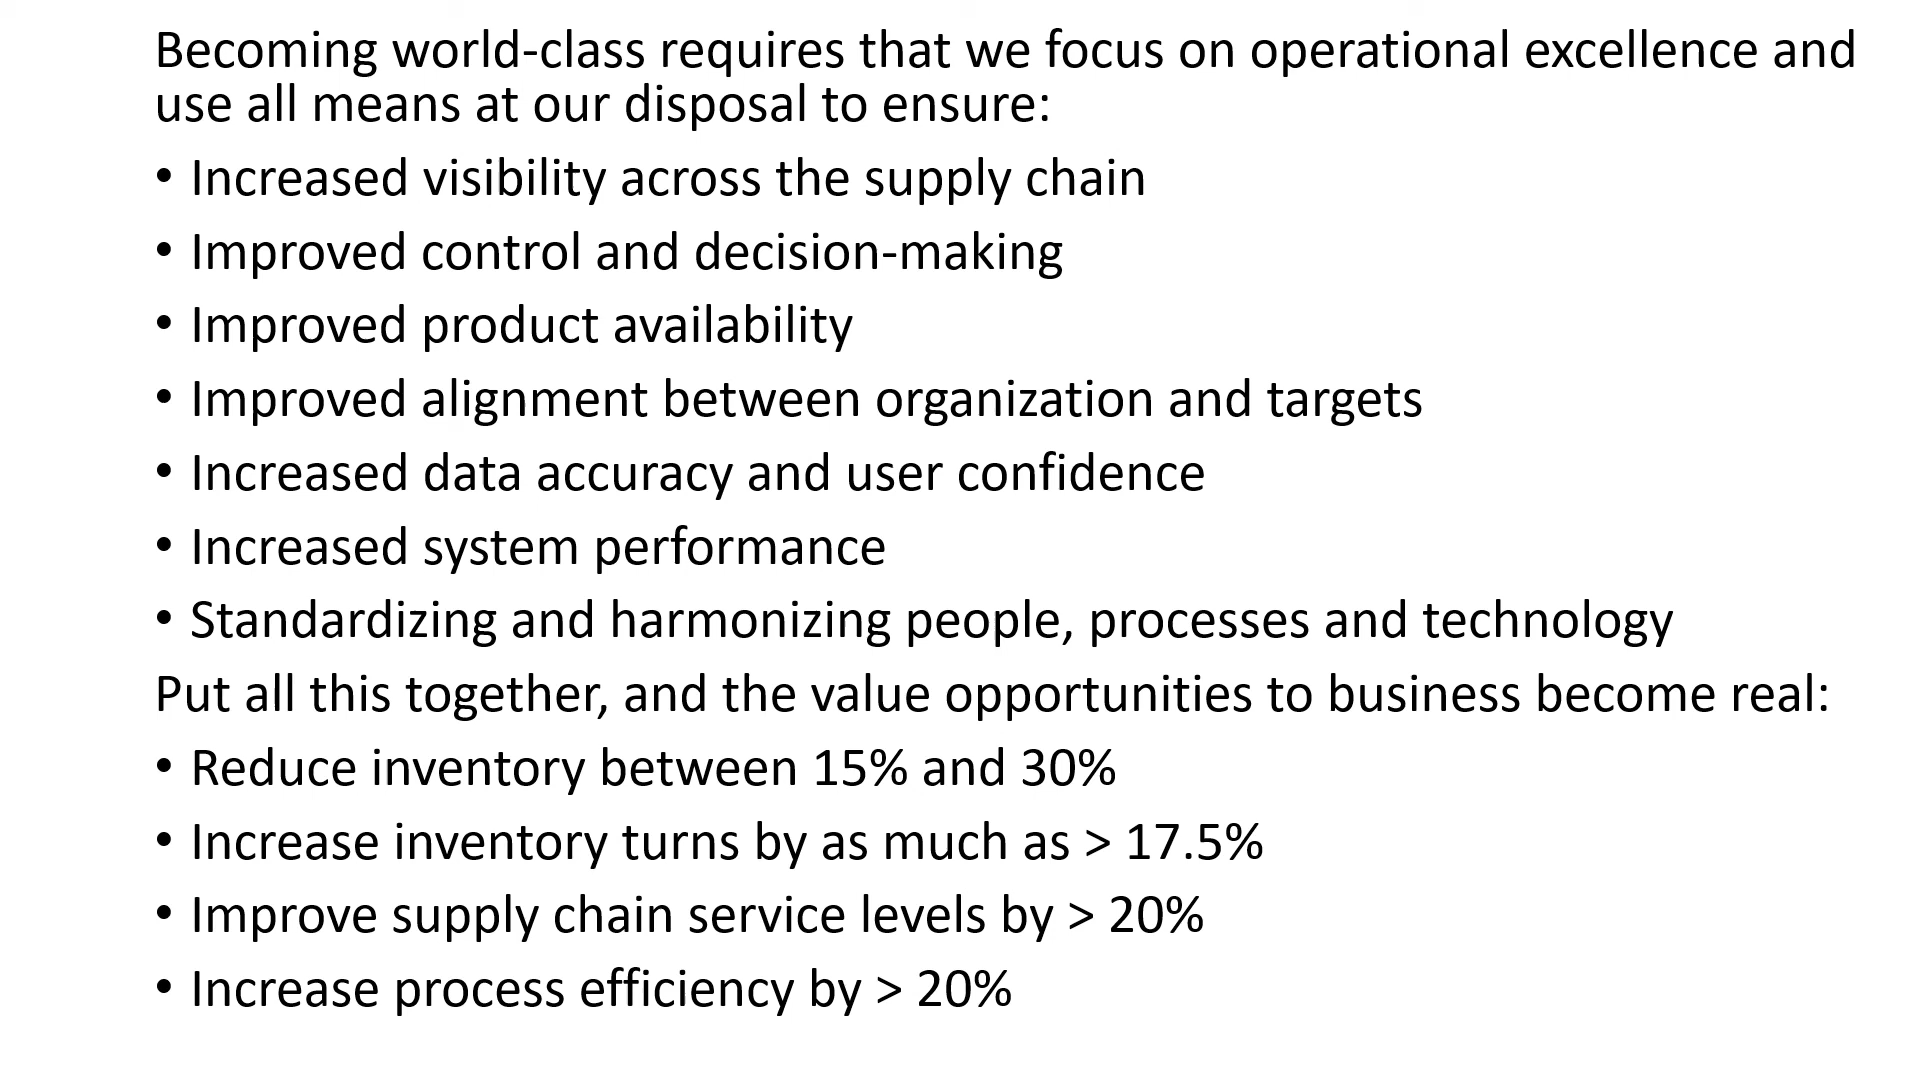 Becoming world-class requires that we focus on operational excellence and
use all means at our disposal to ensure:
• Increased visibility across the supply chain
• Improved control and decision-making
• Improved product availability
• Improved alignment between organization and targets
• Increased data accuracy and user confidence
• Increased system performance
• Standardizing and harmonizing people, processes and technology
Put all this together, and the value opportunities to business become real:
• Reduce inventory between 15% and 30%
• Increase inventory turns by as much as > 17.5%
• Improve supply chain service levels by > 20%
• Increase process efficiency by > 20%